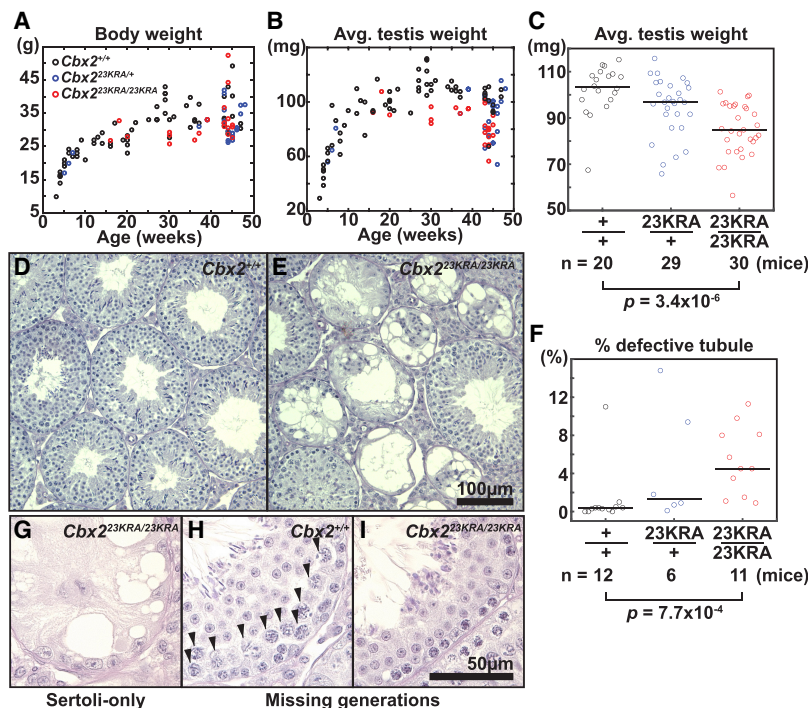 A Body weight
(g)
Cbx2+/+
Cbx223KRA/+
Cbx223KRA/23KRA
45
35
25
15
5
0 10 20 30 40 50
Age (weeks)
B Avg. testis weight
(mg)
140
100
60
20
0 10 20 30 40 50
Age (weeks)
C Avg. testis weight
(mg)
110
90
70
50
+ 23KRA 23KRA
+ + 23KRA
n = 20 29 30 (mice)
p = 3.4x10-6
D Cbx2+/+
E Cbx223KRA/23KRA
100µm
F % defective tubule
(%)
12
8
4
0
+ 23KRA 23KRA
+ + 23KRA
n = 12 6 11 (mice)
p = 7.7x10-4
G Cbx223KRA/23KRA
H Cbx2+/+
I Cbx223KRA/23KRA
50µm
Sertoli-only Missing generations